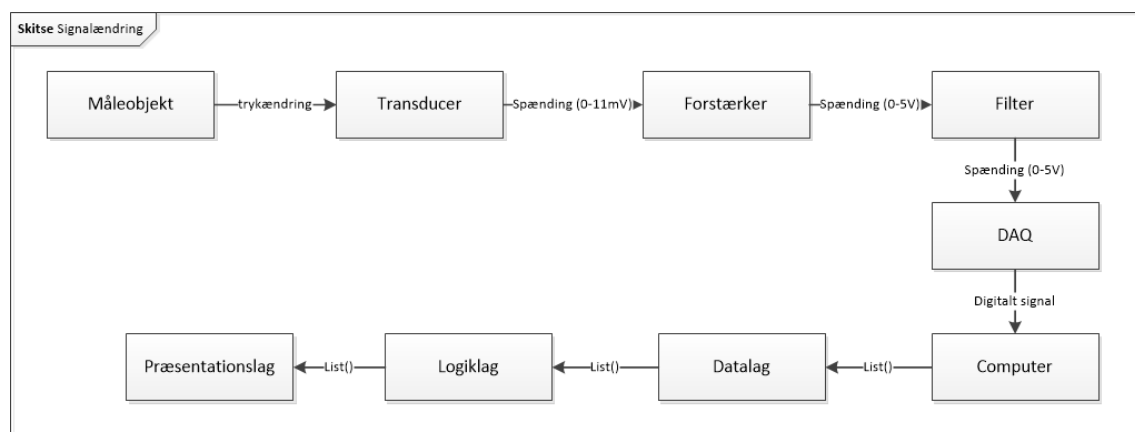 Skitse Signalændring
Måleobjekt
trykændring
Transducer
Spænding (0-11mV)
Forstærker
Spænding (0-5V)
Filter
Spænding (0-5V)
DAQ
Digitalt signal
Computer
List()
Datalag
List()
Logiklag
List()
Præsentationslag